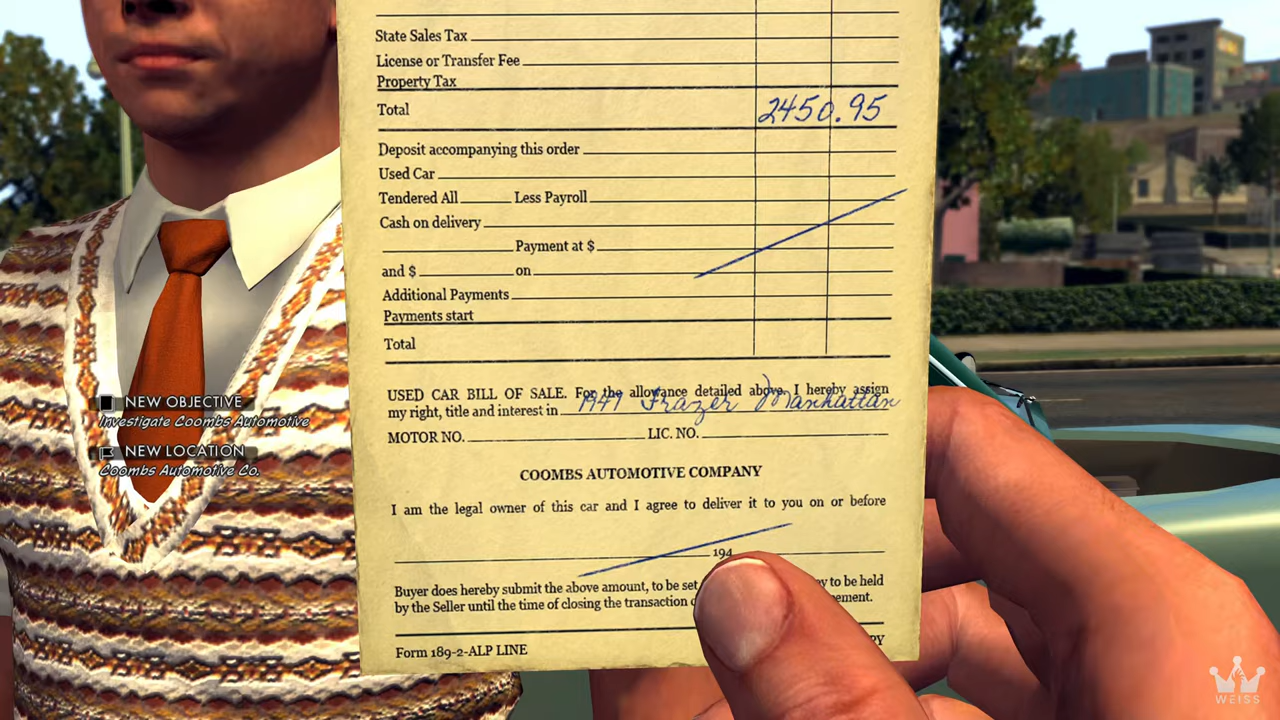 State Sales Tax
License or Transfer Fee
Property Tax
Total 2450.95
Deposit accompanying this order
Used Car
Tendered All Less Payroll
Cash on delivery
Payment at $
and $ on
Additional Payments
Payments start
Total
USED CAR BILL OF SALE. For the allowance detailed above, I hereby assign
my right, title and interest in 1947 Frazer Manhattan
MOTOR NO. LIC. NO.
COOMBS AUTOMOTIVE COMPANY
I am the legal owner of this car and I agree to deliver it to you on or before
194
Buyer does hereby submit the above amount, to be set y to be held
by the Seller until the time of closing the transaction ement.
Form 189-2-ALP LINE PY
NEW OBJECTIVE
Investigate Coombs Automotive
NEW LOCATION
Coombs Automotive Co.
WEISS